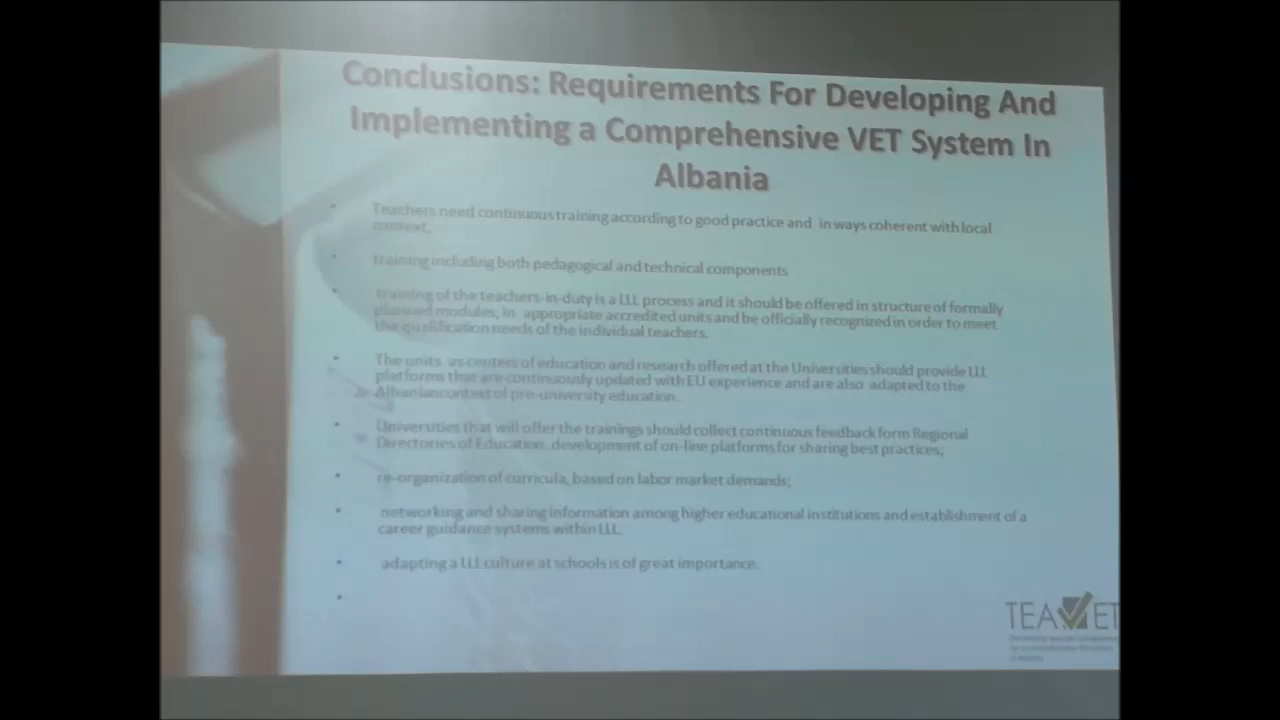 Conclusions: Requirements For Developing And
Implementing a Comprehensive VET System In
Albania
• Teachers need continuous training according to good practice and in ways coherent with local
context,
• training including both pedagogical and technical components
• training of the teachers-in-duty is a LLL process and it should be offered in structure of formally
planned modules, in appropriate accredited units and be officially recognized in order to meet
the qualification needs of the individual teachers.
• The units as centers of education and research offered at the Universities should provide LLL
platforms that are continuously updated with EU experience and are also adapted to the
Albanian context of pre-university education.
• Universities that will offer the trainings should collect continuous feedback form Regional
Directories of Education, development of on-line platforms for sharing best practices;
• re-organization of curricula, based on labor market demands;
• networking and sharing information among higher educational institutions and establishment of a
career guidance systems within LLL.
• adapting a LLL culture at schools is of great importance.
•
TEAVET